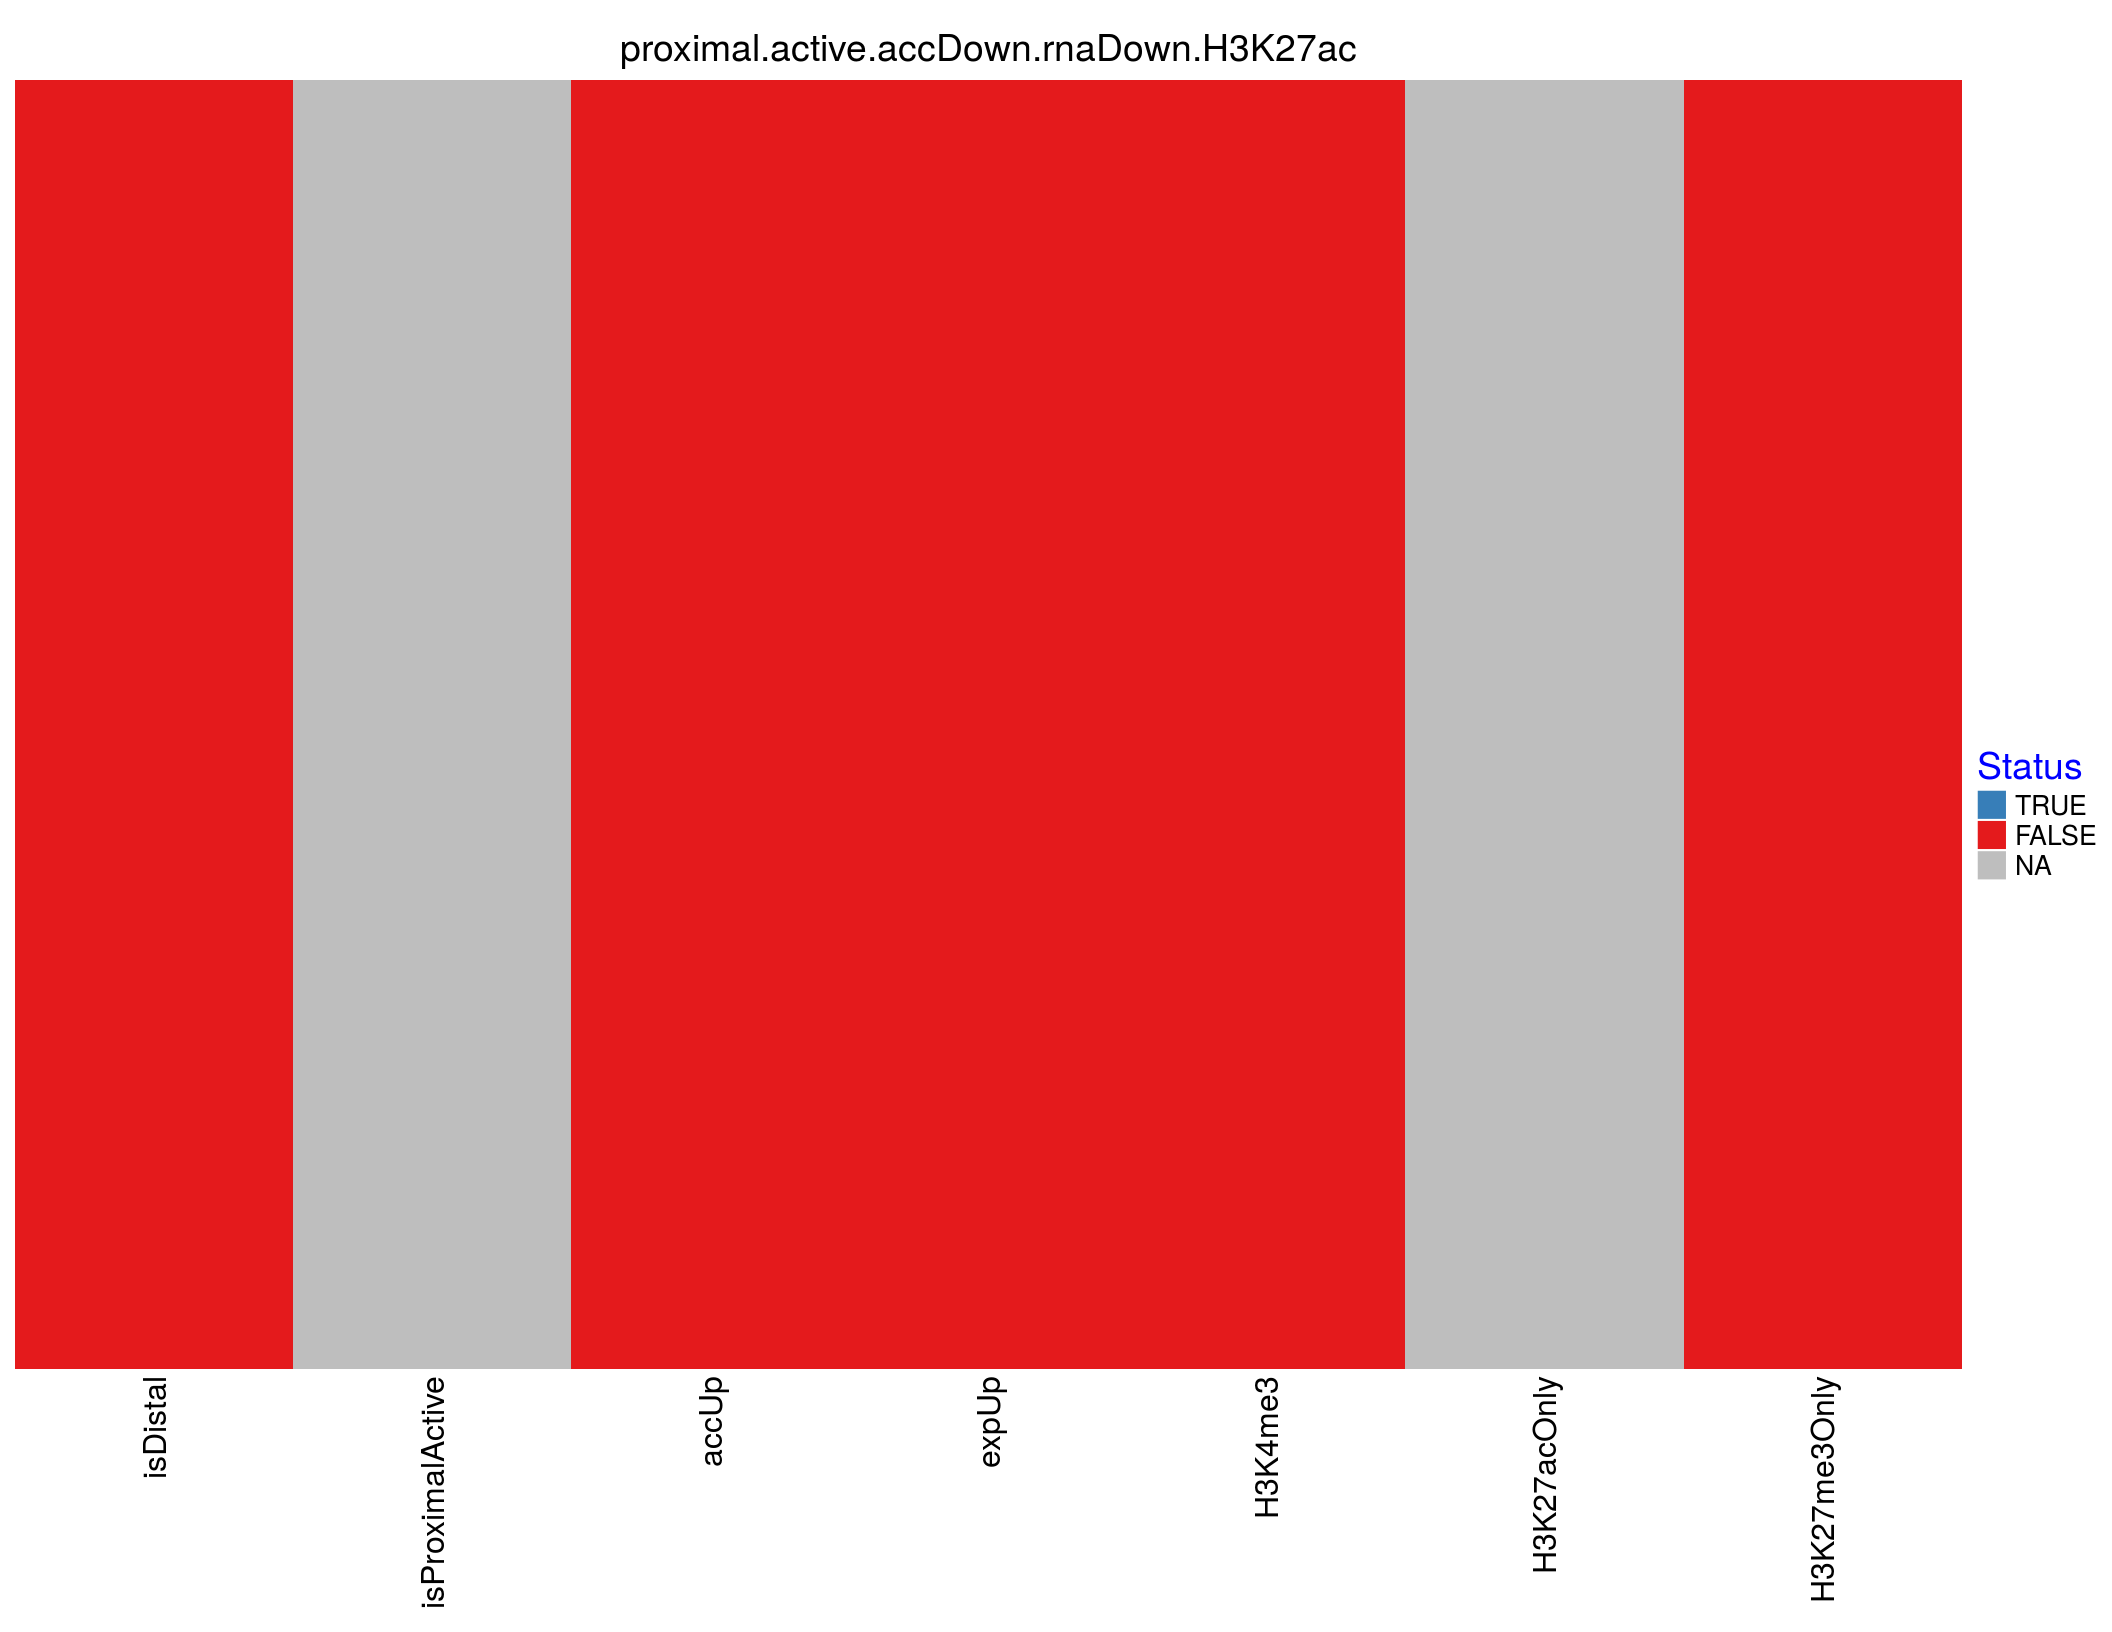 proximal.active.accDown.rnaDown.H3K27ac
Status
TRUE
FALSE
NA
isDistal
isProximalActive
accUp
expUp
H3K4me3
H3K27acOnly
H3K27me3Only